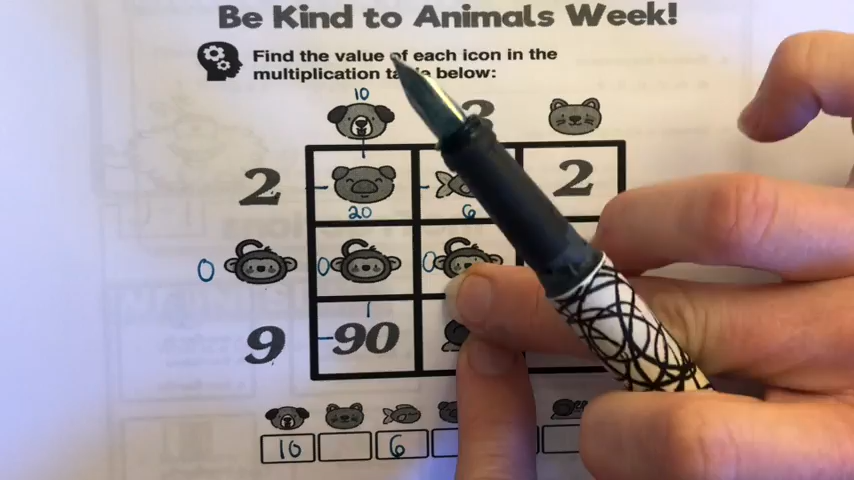 Be Kind to Animals Week!
Find the value of each icon in the
multiplication table below:
10
2 20 6 2
0 0 0
9 90
10 6